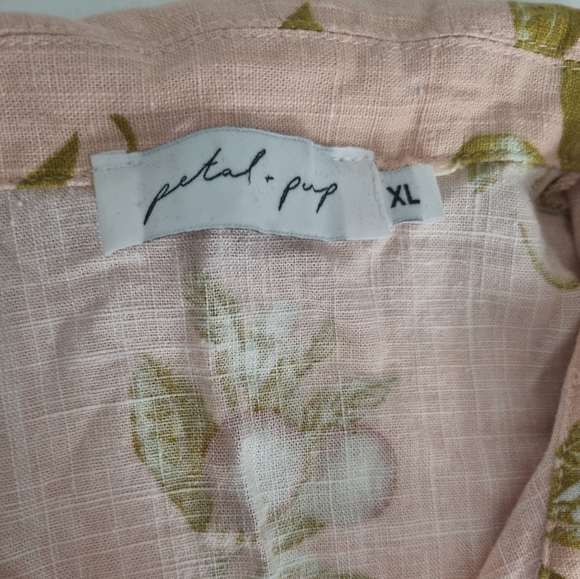 petal + pup
XL